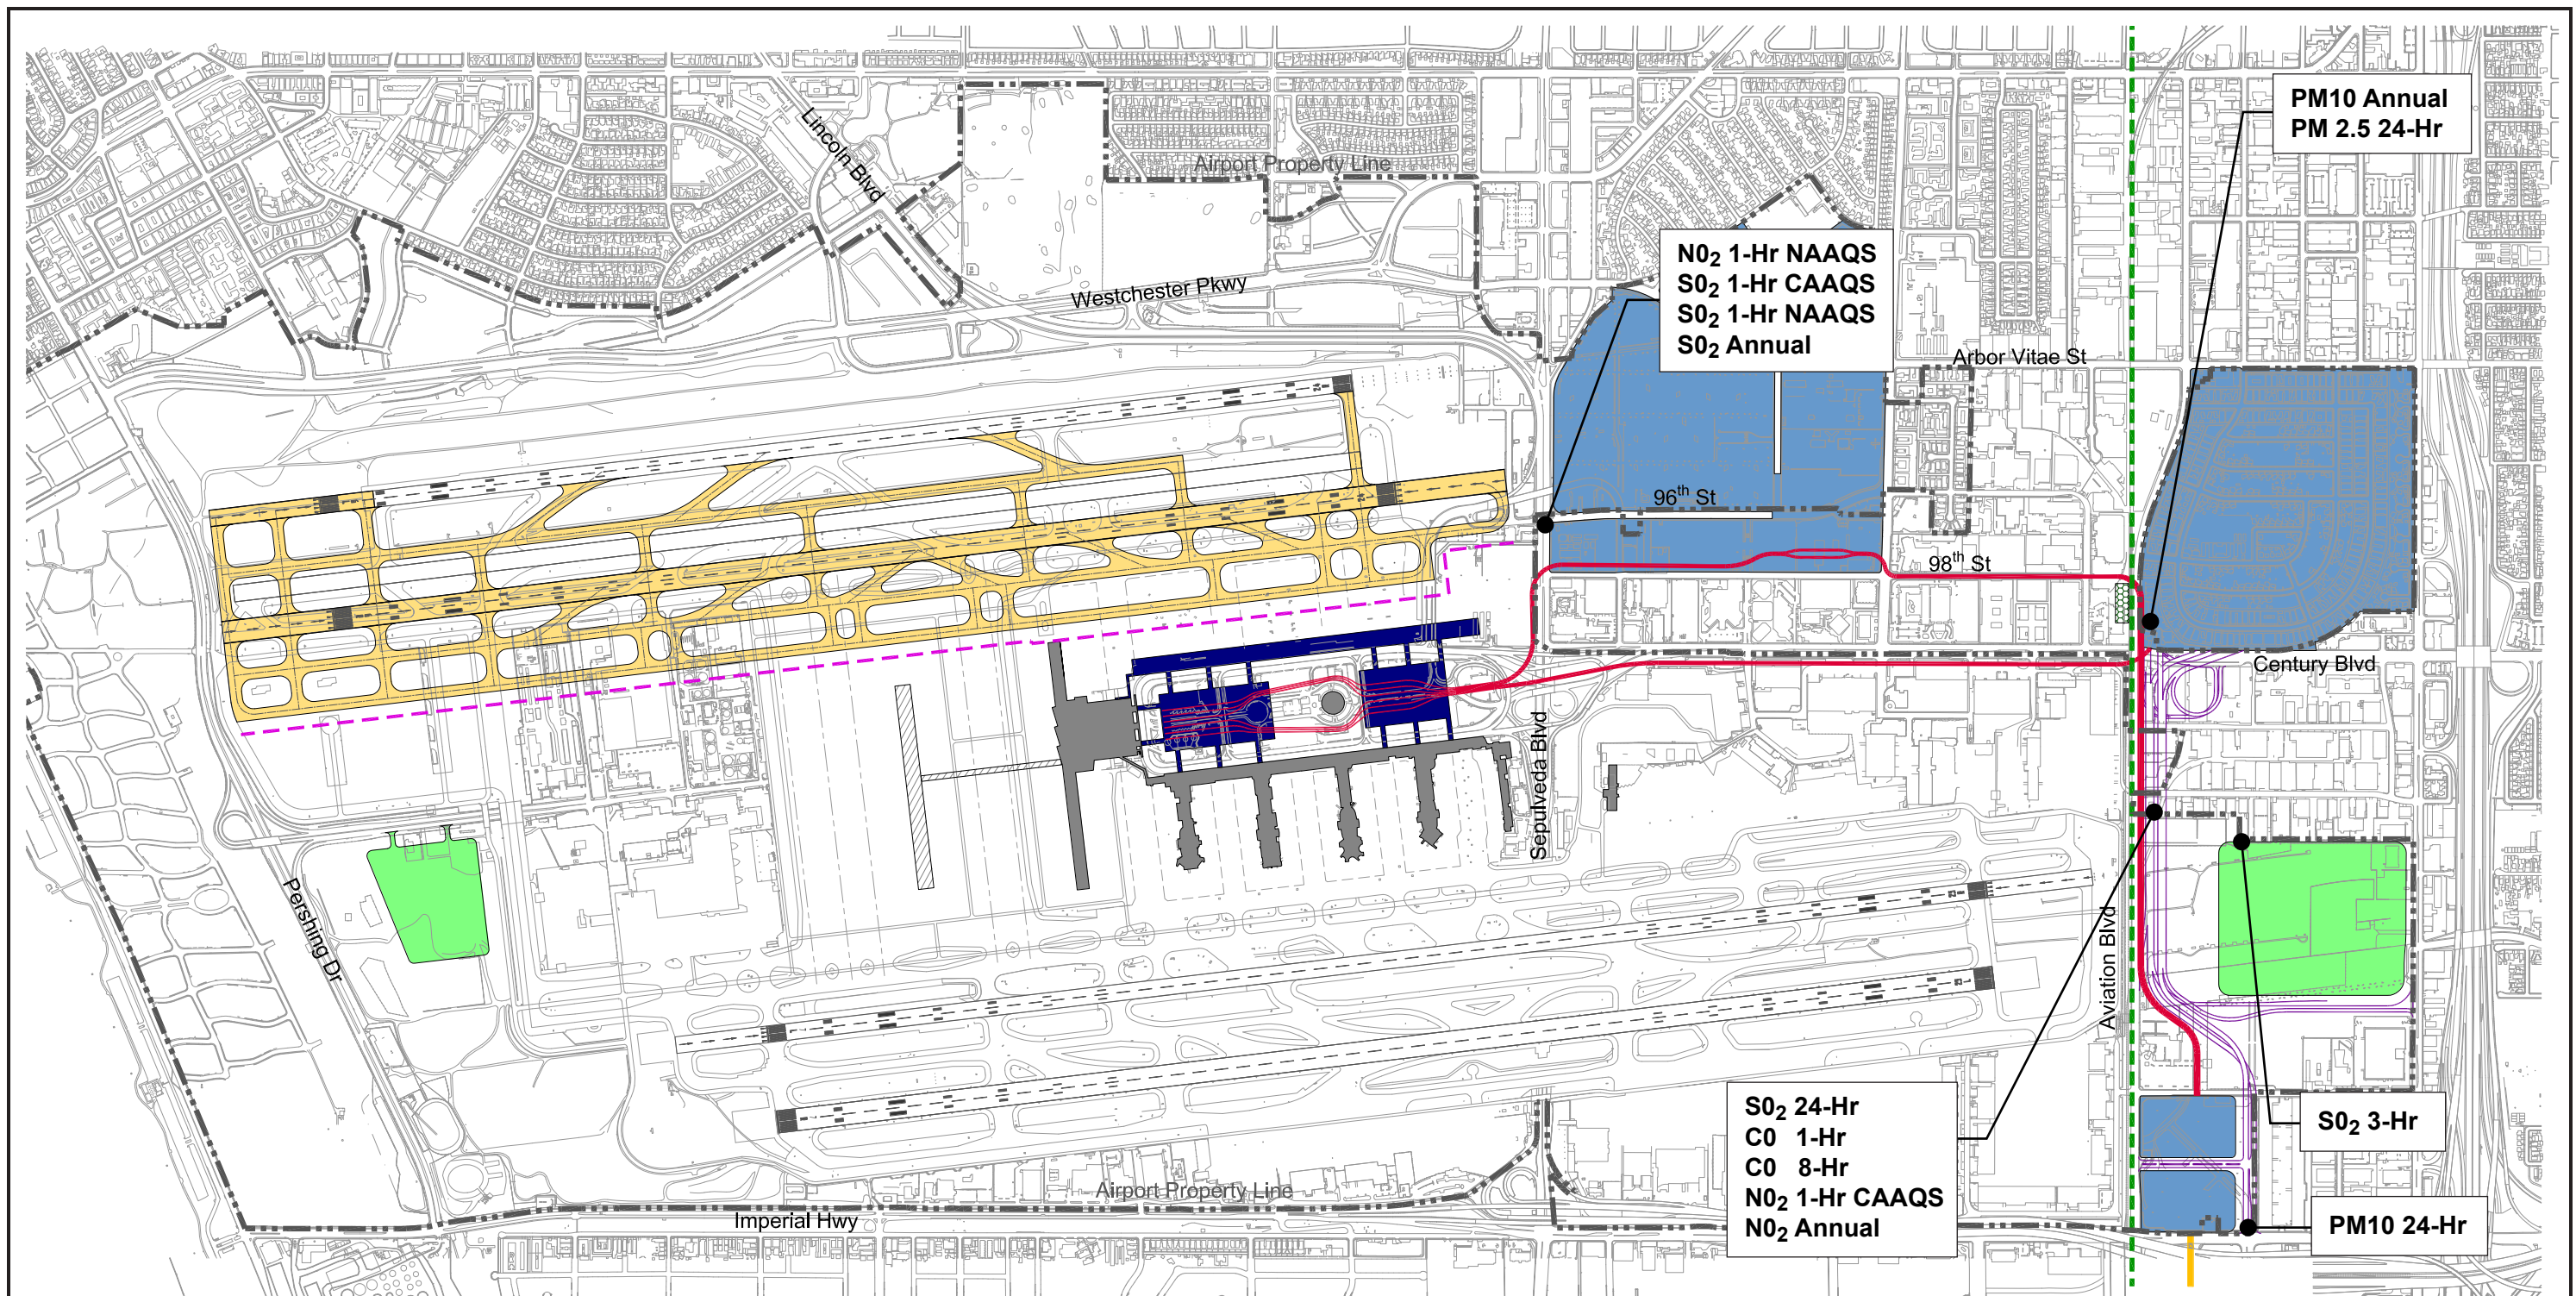 PM10 Annual
PM 2.5 24-Hr
Lincoln Blvd
Airport Property Line
N0₂ 1-Hr NAAQS
S0₂ 1-Hr CAAQS
S0₂ 1-Hr NAAQS
S0₂ Annual
Westchester Pkwy
Arbor Vitae St
96th St
98th St
Century Blvd
Sepulveda Blvd
Pershing Dr
Aviation Blvd
S0₂ 24-Hr
C0 1-Hr
C0 8-Hr
N0₂ 1-Hr CAAQS
N0₂ Annual
S0₂ 3-Hr
Airport Property Line
Imperial Hwy
PM10 24-Hr